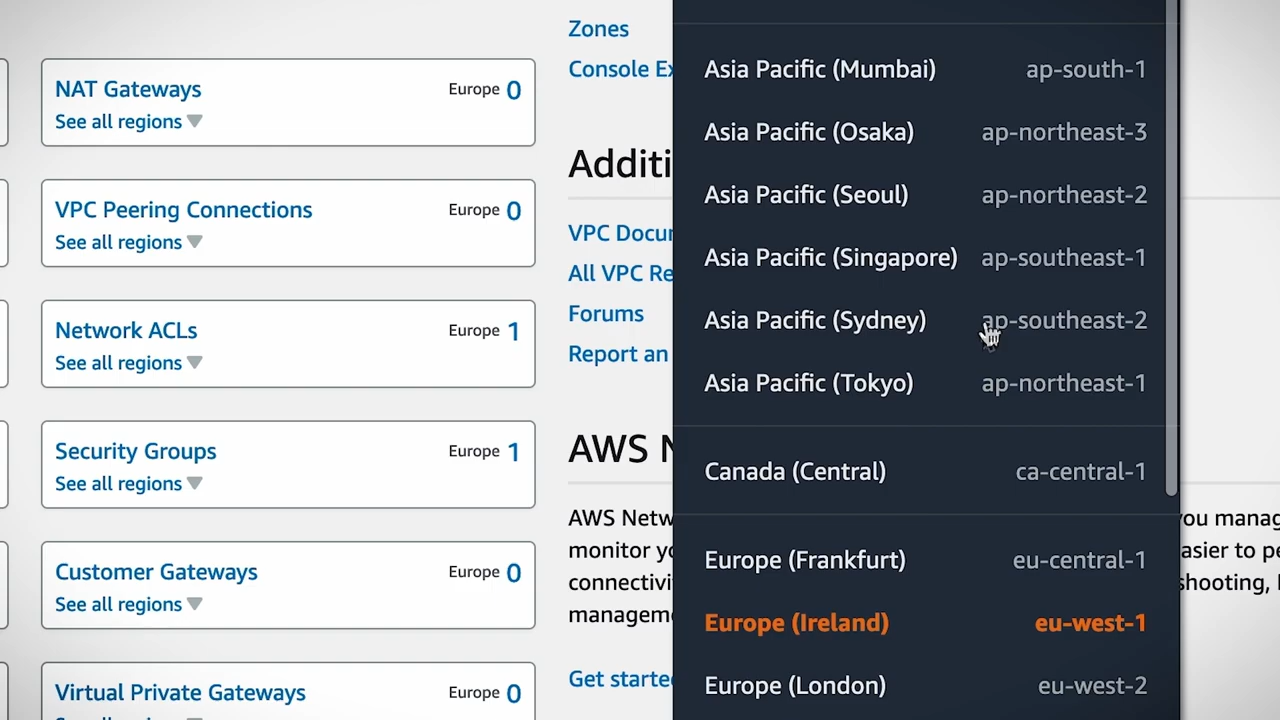 NAT Gateways
Europe 0
See all regions
VPC Peering Connections
Europe 0
See all regions
Network ACLs
Europe 1
See all regions
Security Groups
Europe 1
See all regions
Customer Gateways
Europe 0
See all regions
Virtual Private Gateways
Europe 0
Zones
Console Ex
Additi
VPC Docu
All VPC Re
Forums
Report an
AWS N
AWS Netw
you manag
monitor yo
asier to pe
connectivi
shooting,
managem
Get starte
Asia Pacific (Mumbai) ap-south-1
Asia Pacific (Osaka) ap-northeast-3
Asia Pacific (Seoul) ap-northeast-2
Asia Pacific (Singapore) ap-southeast-1
Asia Pacific (Sydney) ap-southeast-2
Asia Pacific (Tokyo) ap-northeast-1
Canada (Central) ca-central-1
Europe (Frankfurt) eu-central-1
Europe (Ireland) eu-west-1
Europe (London) eu-west-2